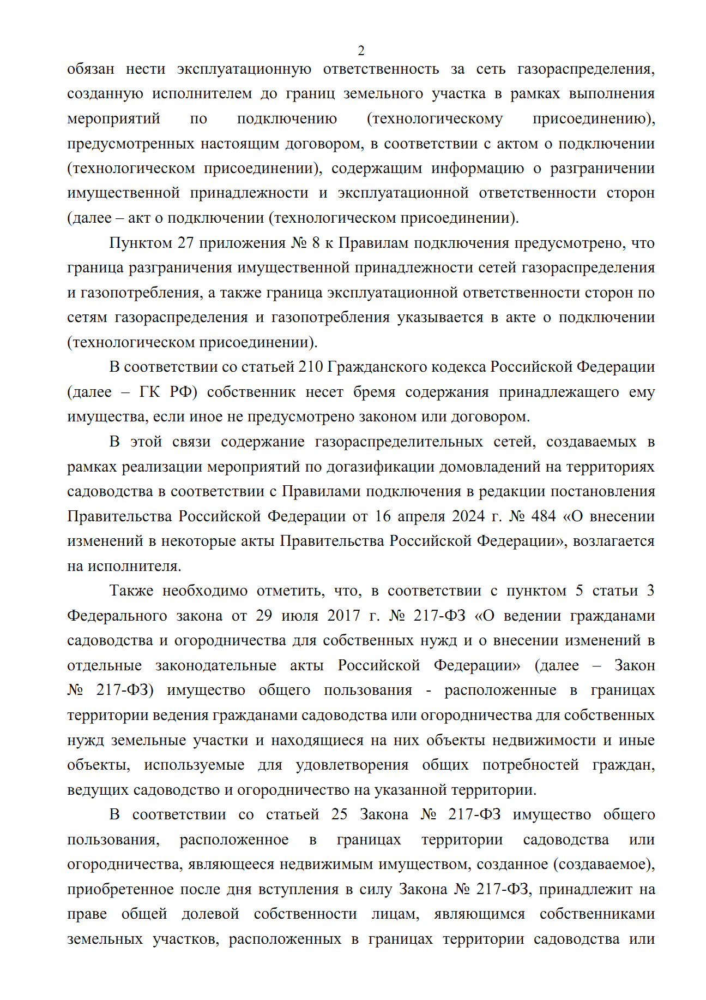 2
обязан нести эксплуатационную ответственность за сеть газораспределения,
созданную исполнителем до границ земельного участка в рамках выполнения
мероприятий по подключению (технологическому присоединению),
предусмотренных настоящим договором, в соответствии с актом о подключении
(технологическом присоединении), содержащим информацию о разграничении
имущественной принадлежности и эксплуатационной ответственности сторон
(далее – акт о подключении (технологическом присоединении).
Пунктом 27 приложения № 8 к Правилам подключения предусмотрено, что
граница разграничения имущественной принадлежности сетей газораспределения
и газопотребления, а также граница эксплуатационной ответственности сторон по
сетям газораспределения и газопотребления указывается в акте о подключении
(технологическом присоединении).
В соответствии со статьей 210 Гражданского кодекса Российской Федерации
(далее – ГК РФ) собственник несет бремя содержания принадлежащего ему
имущества, если иное не предусмотрено законом или договором.
В этой связи содержание газораспределительных сетей, создаваемых в
рамках реализации мероприятий по догазификации домовладений на территориях
садоводства в соответствии с Правилами подключения в редакции постановления
Правительства Российской Федерации от 16 апреля 2024 г. № 484 «О внесении
изменений в некоторые акты Правительства Российской Федерации», возлагается
на исполнителя.
Также необходимо отметить, что, в соответствии с пунктом 5 статьи 3
Федерального закона от 29 июля 2017 г. № 217-ФЗ «О ведении гражданами
садоводства и огородничества для собственных нужд и о внесении изменений в
отдельные законодательные акты Российской Федерации» (далее – Закон
№ 217-ФЗ) имущество общего пользования - расположенные в границах
территории ведения гражданами садоводства или огородничества для собственных
нужд земельные участки и находящиеся на них объекты недвижимости и иные
объекты, используемые для удовлетворения общих потребностей граждан,
ведущих садоводство и огородничество на указанной территории.
В соответствии со статьей 25 Закона № 217-ФЗ имущество общего
пользования, расположенное в границах территории садоводства или
огородничества, являющееся недвижимым имуществом, созданное (создаваемое),
приобретенное после дня вступления в силу Закона № 217-ФЗ, принадлежит на
праве общей долевой собственности лицам, являющимся собственниками
земельных участков, расположенных в границах территории садоводства или